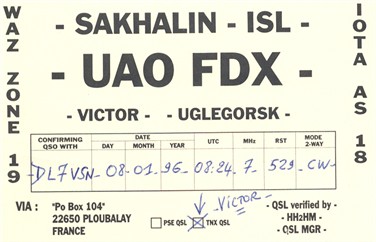 WAZ ZONE 19
- SAKHALIN - ISL -
- UAO FDX -
- VICTOR - UGLEGORSK -
IOTA AS 18
CONFIRMING QSO WITH
DATE
DAY MONTH YEAR
UTC
MHz
RST
MODE 2-WAY
DL7VSN - 08 - 01 - 96 - 08:24 - 7 - 529 - CW -
VIA : "Po Box 104"
22650 PLOUBALAY
FRANCE
PSE QSL TNX QSL
- VICTOR -
- QSL verified by -
- HH2HM -
- QSL MGR -